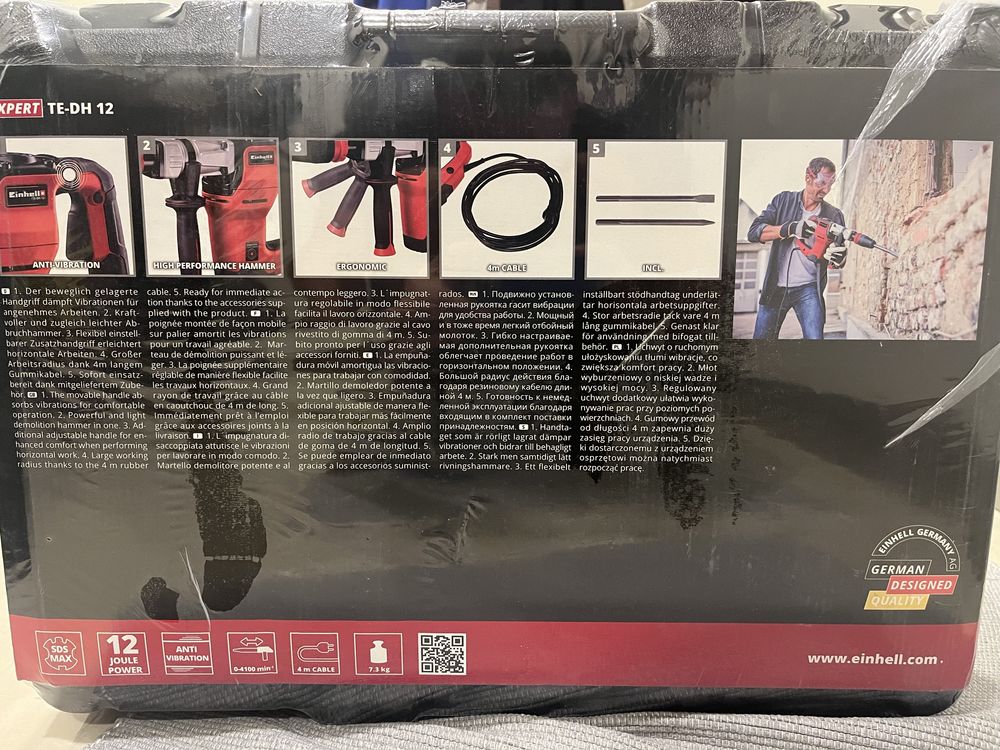 XPERT TE-DH 12
Einhell
ANTI-VIBRATION
2
Einhell
HIGH PERFORMANCE HAMMER
3
ERGONOMIC
4
4m CABLE
5
INCL.
D 1. Der beweglich gelagerte
Handgriff dämpft Vibrationen für
angenehmes Arbeiten. 2. Kraft-
voller und zugleich leichter Ab-
bruchhammer. 3. Flexibel einstell-
barer Zusatzhandgriff erleichtert
horizontale Arbeiten. 4. Großer
Arbeitsradius dank 4m langem
Gummikabel. 5. Sofort einsatz-
bereit dank mitgeliefertem Zube-
hör. GB 1. The movable handle ab-
sorbs vibrations for comfortable
operation. 2. Powerful and light
demolition hammer in one. 3. Ad-
ditional adjustable handle for en-
hanced comfort when performing
horizontal work. 4. Large working
radius thanks to the 4 m rubber
cable. 5. Ready for immediate ac-
tion thanks to the accessories sup-
plied with the product. F 1. La
poignée montée de façon mobile
sur palier amortit les vibrations
pour un travail agréable. 2. Mar-
teau de démolition puissant et lé-
ger. 3. La poignée supplémentaire
réglable de manière flexible facilite
les travaux horizontaux. 4. Grand
rayon de travail grâce au câble
en caoutchouc de 4 m de long. 5.
Immédiatement prêt à l'emploi
grâce aux accessoires joints à la
livraison. I 1. L´impugnatura di-
saccoppiata attutisce le vibrazioni
per lavorare in modo comodo. 2.
Martello demolitore potente e al
contempo leggero. 3. L´impugnat-
ura regolabile in modo flessibile
facilita il lavoro orizzontale. 4. Am-
pio raggio di lavoro grazie al cavo
rivestito di gomma di 4 m. 5. Su-
bito pronto per l´uso grazie agli
accessori forniti. E 1. La empuña-
dura móvil amortigua las vibracio-
nes para trabajar con comodidad.
2. Martillo demoledor potente a
la vez que ligero. 3. Empuñadura
adicional ajustable de manera fle-
xible para trabajar más fácilmente
en posición horizontal. 4. Amplio
radio de trabajo gracias al cable
de goma de 4 m de longitud. 5.
Se puede emplear de inmediato
gracias a los accesorios suminist-
rados. RUS 1. Подвижно установ-
ленная рукоятка гасит вибрации
для удобства работы. 2. Мощный
и в тоже время легкий отбойный
молоток. 3. Гибко настраивае-
мая дополнительная рукоятка
облегчает проведение работ в
горизонтальном положении. 4.
Большой радиус действия бла-
годаря резиновому кабелю дли-
ной 4 м. 5. Готовность к немед-
ленной эксплуатации благодаря
входящим в комплект поставки
принадлежностям. S 1. Handta-
get som är rörligt lagrat dämpar
vibrationer och bidrar till behagligt
arbete. 2. Stark men samtidigt lätt
rivningshammare. 3. Ett flexibelt
inställbart stödhandtag underlät-
tar horisontala arbetsuppgifter
4. Stor arbetsradie tack vare 4 m
lång gummikabel. 5. Genast klar
för användning med bifogat till-
behör. PL 1. Uchwyt o ruchomym
ułożyskowaniu tłumi wibracje, co
zwiększa komfort pracy. 2. Młot
wyburzeniowy o niskiej wadze i
wysokiej mocy. 3. Regulowany
uchwyt dodatkowy ułatwia wyko-
nywanie prac przy poziomych po-
wierzchniach. 4. Gumowy przewód
od długości 4 m zapewnia duży
zasięg pracy urządzenia. 5. Dzię-
ki dostarczonemu z urządzeniem
osprzętowi można natychmiast
rozpocząć pracę.
EINHELL GERMANY AG
GERMAN
DESIGNED
QUALITY
SDS
MAX
12
JOULE
POWER
ANTI
VIBRATION
0-4100 min⁻¹
4 m CABLE
7.3 kg
www.einhell.com